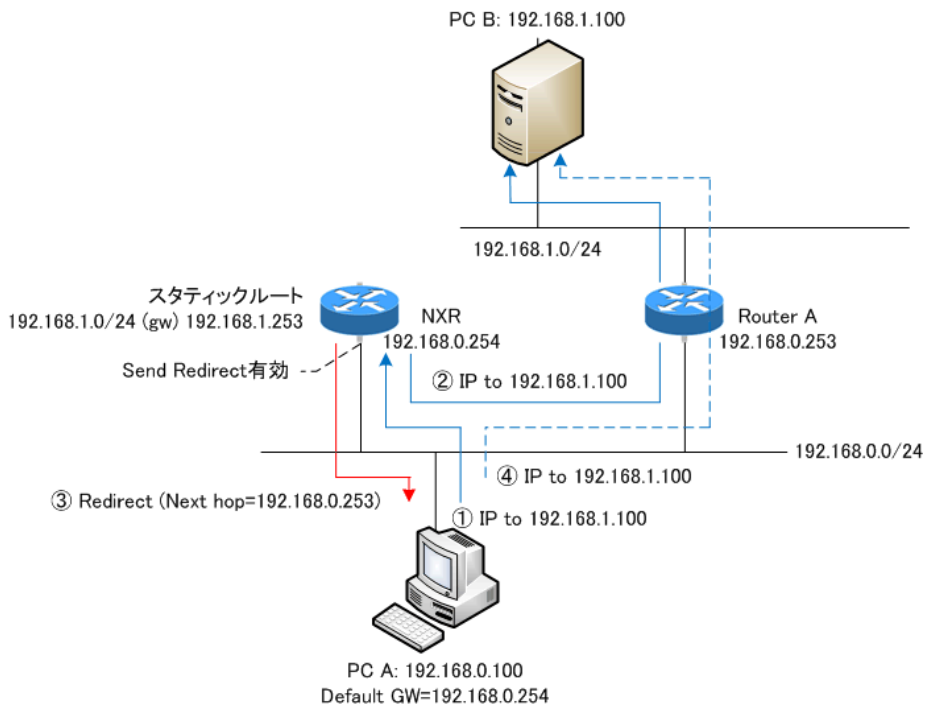 PC B: 192.168.1.100
192.168.1.0/24
スタティックルート
192.168.1.0/24 (gw) 192.168.1.253
NXR
192.168.0.254
Router A
192.168.0.253
Send Redirect有効
② IP to 192.168.1.100
192.168.0.0/24
④ IP to 192.168.1.100
③ Redirect (Next hop=192.168.0.253)
① IP to 192.168.1.100
PC A: 192.168.0.100
Default GW=192.168.0.254